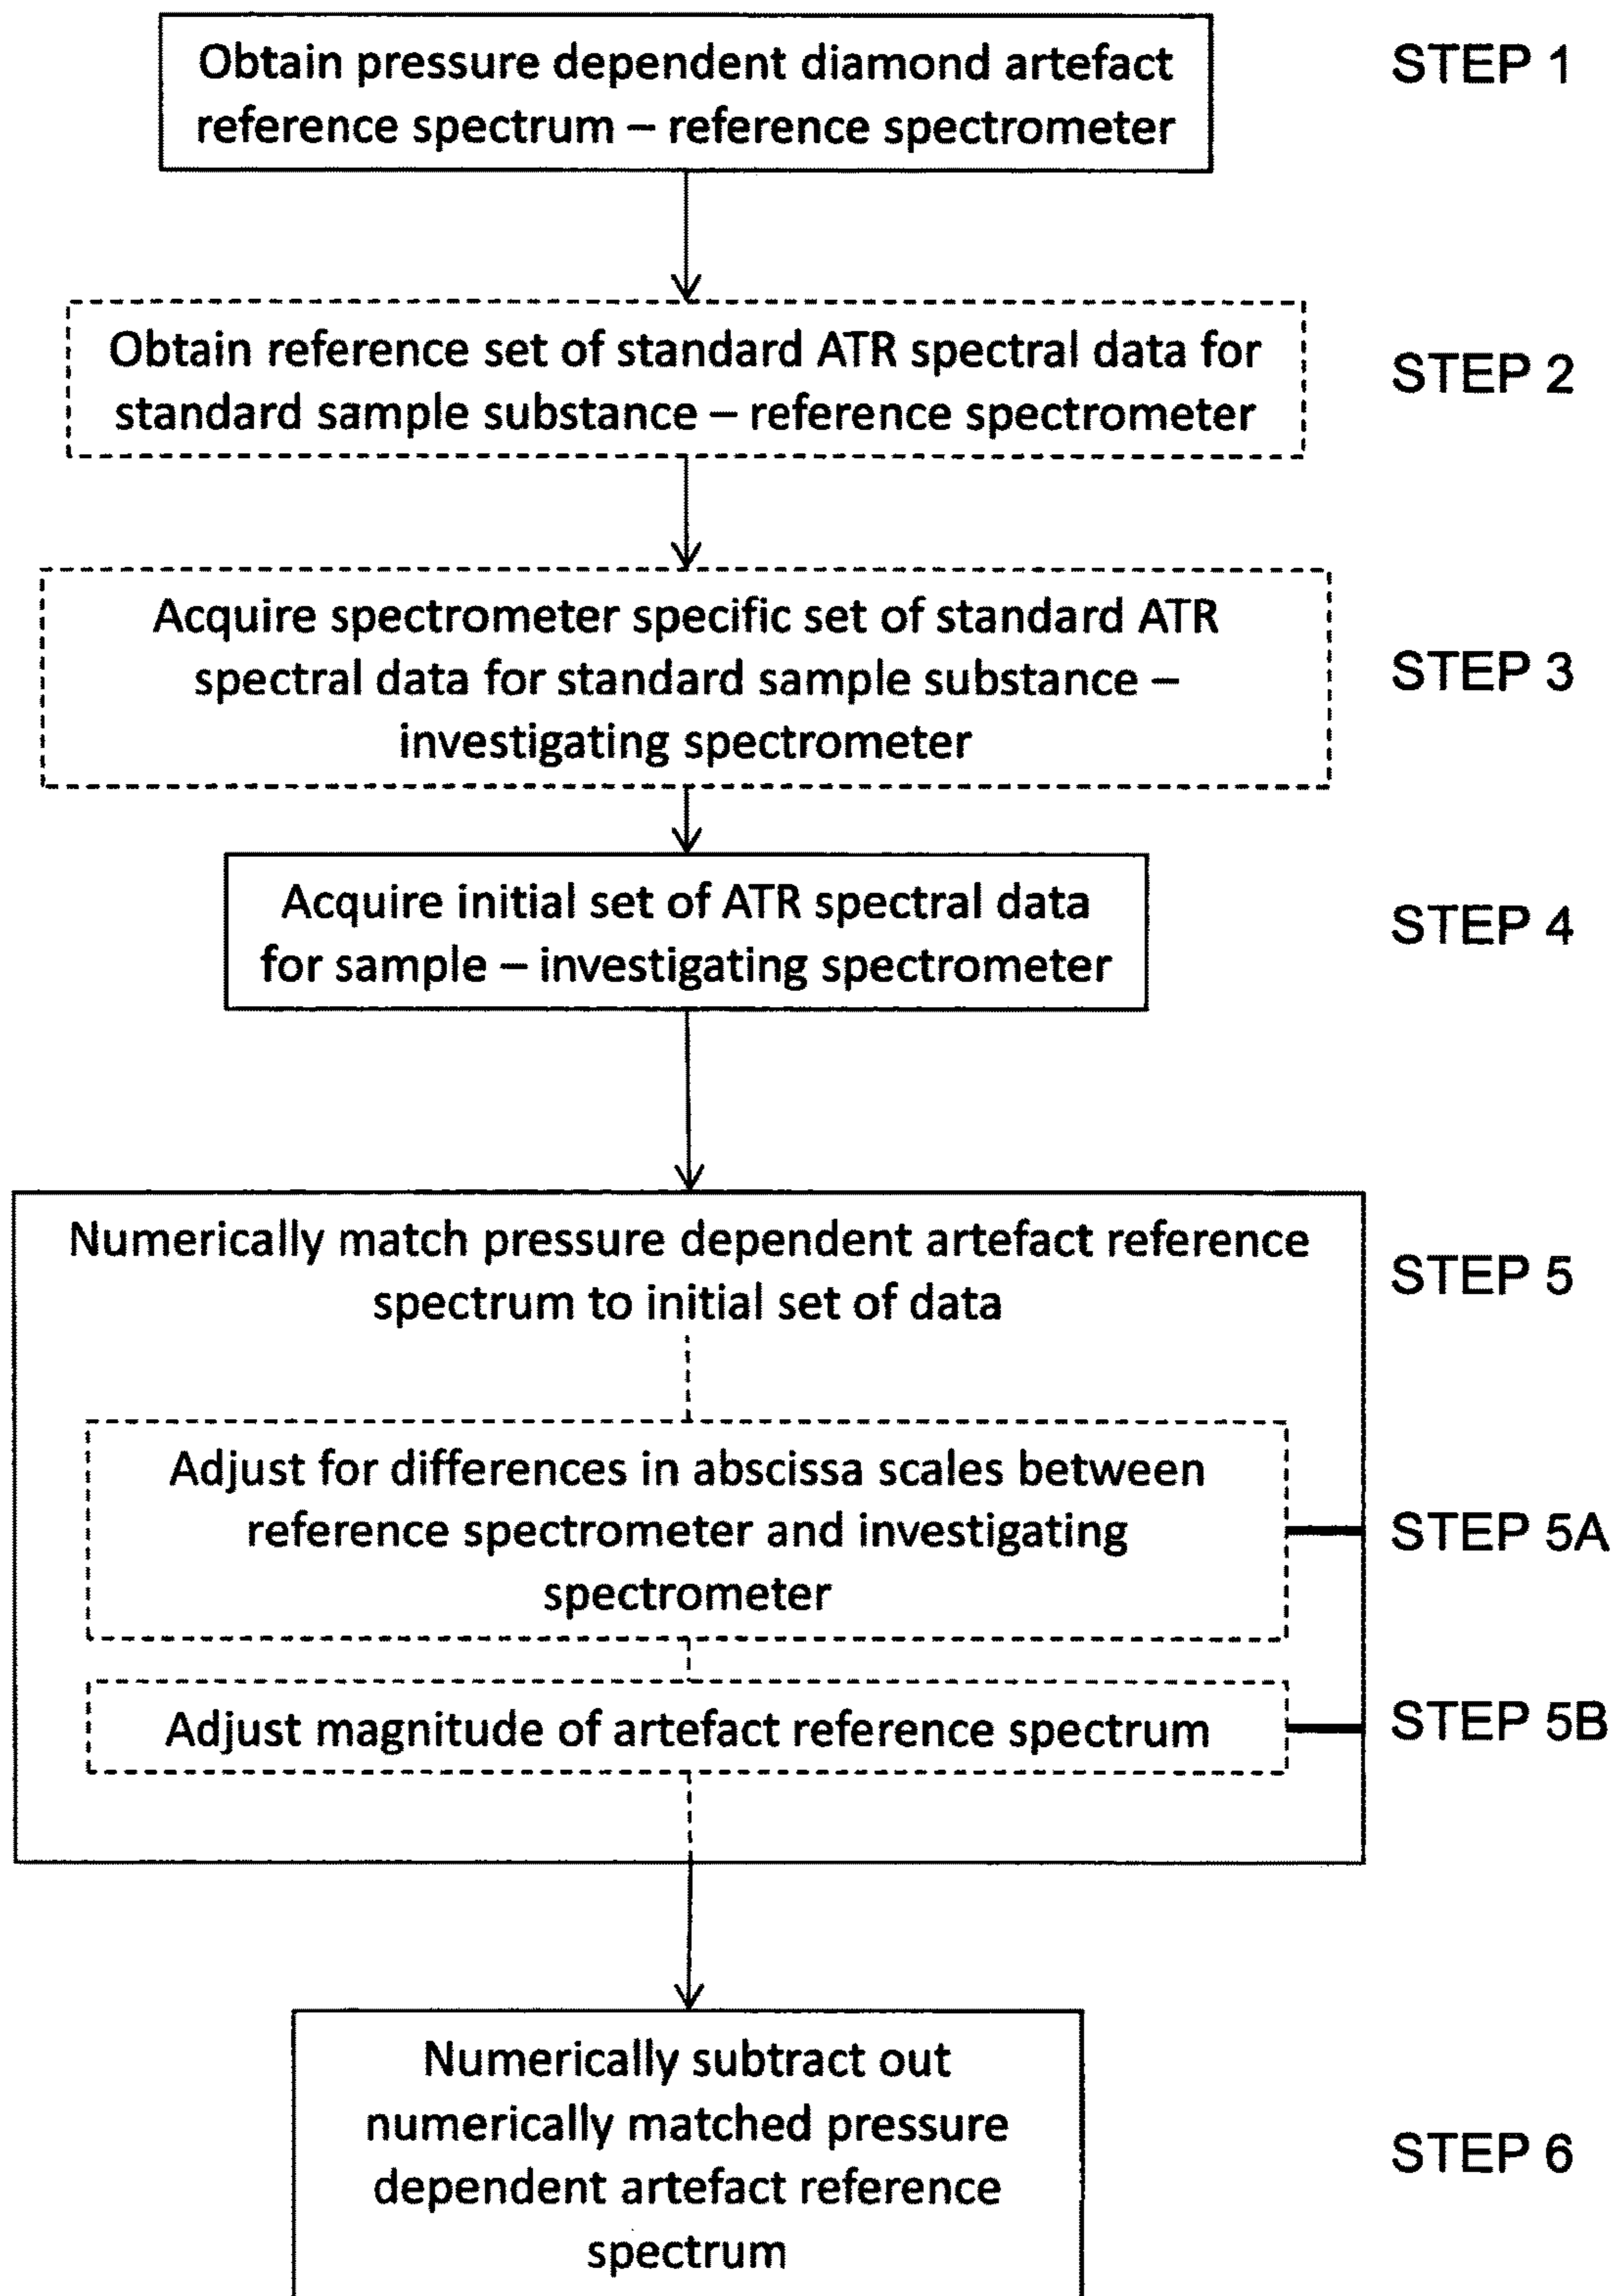 Obtain pressure dependent diamond artefact
reference spectrum – reference spectrometer
STEP 1
Obtain reference set of standard ATR spectral data for
standard sample substance – reference spectrometer
STEP 2
Acquire spectrometer specific set of standard ATR
spectral data for standard sample substance –
investigating spectrometer
STEP 3
Acquire initial set of ATR spectral data
for sample – investigating spectrometer
STEP 4
Numerically match pressure dependent artefact reference
spectrum to initial set of data
STEP 5
Adjust for differences in abscissa scales between
reference spectrometer and investigating
spectrometer
STEP 5A
Adjust magnitude of artefact reference spectrum
STEP 5B
Numerically subtract out
numerically matched pressure
dependent artefact reference
spectrum
STEP 6